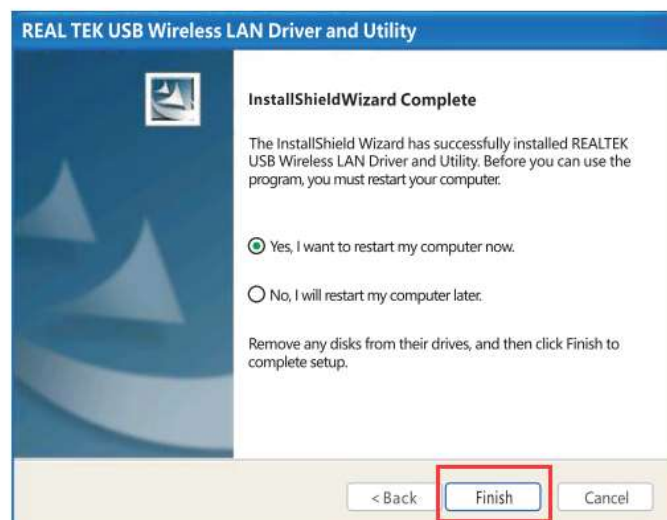 REAL TEK USB Wireless LAN Driver and Utility
InstallShieldWizard Complete
The InstallShield Wizard has successfully installed REALTEK
USB Wireless LAN Driver and Utility. Before you can use the
program, you must restart your computer.
Yes, I want to restart my computer now.
No, I will restart my computer later.
Remove any disks from their drives, and then click Finish to
complete setup.
< Back
Finish
Cancel